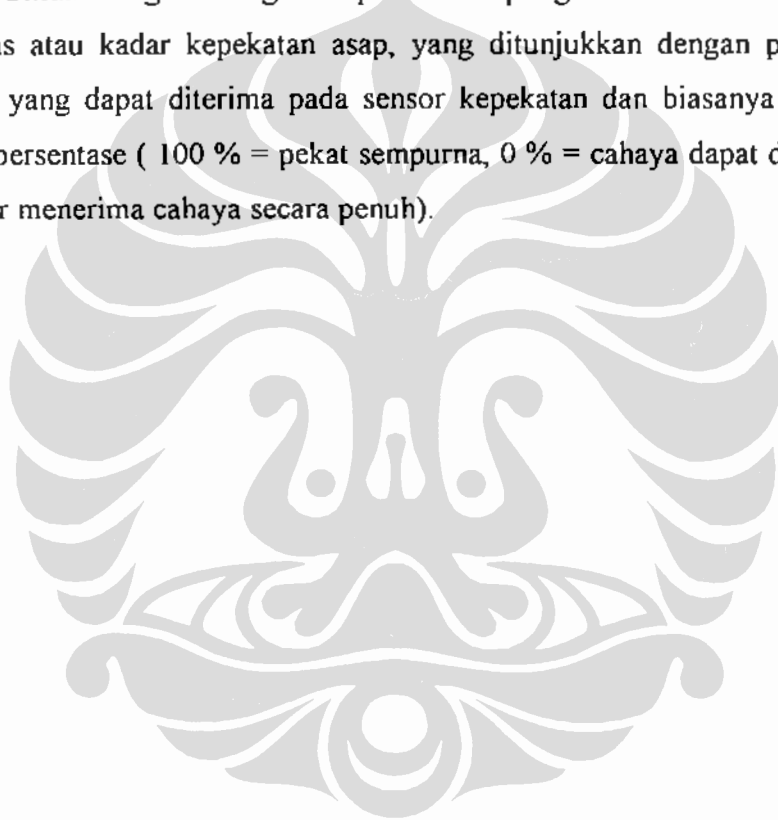 s atau kadar kepekatan asap, yang ditunjukkan dengan p
yang dapat diterima pada sensor kepekatan dan biasanya
persentase ( 100 % = pekat sempurna, 0 % = cahaya dapat d
r menerima cahaya secara penuh).